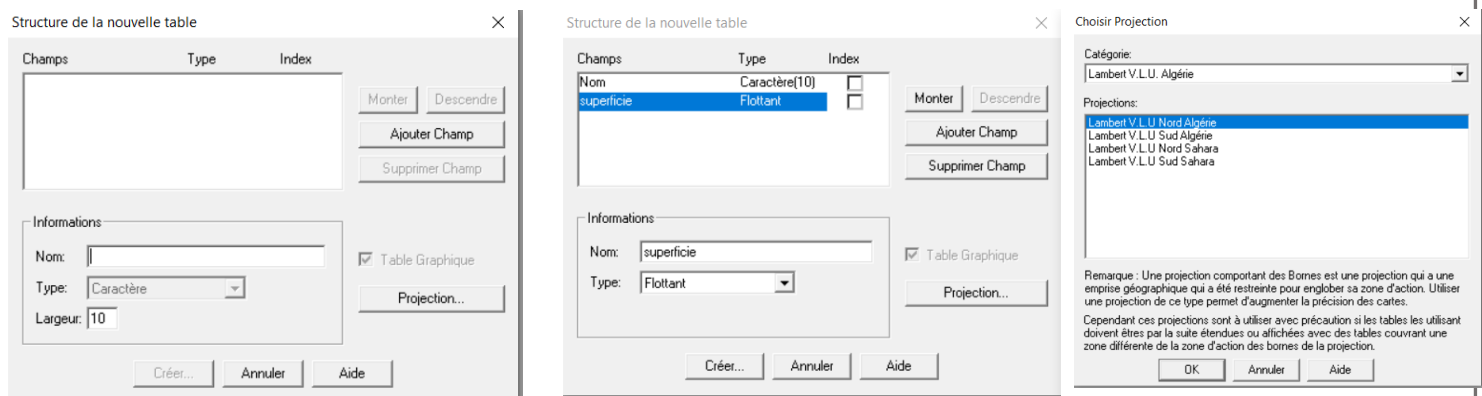 Structure de la nouvelle table
Champs Type Index
Monter Descendre
Ajouter Champ
Supprimer Champ
Informations
Nom:
Type: Caractère
Largeur: 10
Table Graphique
Projection...
Créer... Annuler Aide
Structure de la nouvelle table
Champs Type Index
Nom Caractère(10)
superficie Flottant
Monter Descendre
Ajouter Champ
Supprimer Champ
Informations
Nom: superficie
Type: Flottant
Table Graphique
Projection...
Créer... Annuler Aide
Choisir Projection
Catégorie:
Lambert V.L.U. Algérie
Projections:
Lambert V.L.U Nord Algérie
Lambert V.L.U Sud Algérie
Lambert V.L.U Nord Sahara
Lambert V.L.U Sud Sahara
Remarque : Une projection comportant des Bornes est une projection qui a une
emprise géographique qui a été restreinte pour englober sa zone d'action. Utiliser
une projection de ce type permet d'augmenter la précision des cartes.
Cependant ces projections sont à utiliser avec précaution si les tables les utilisant
doivent êtres par la suite étendues ou affichées avec des tables couvrant une
zone différente de la zone d'action des bornes de la projection.
OK Annuler Aide